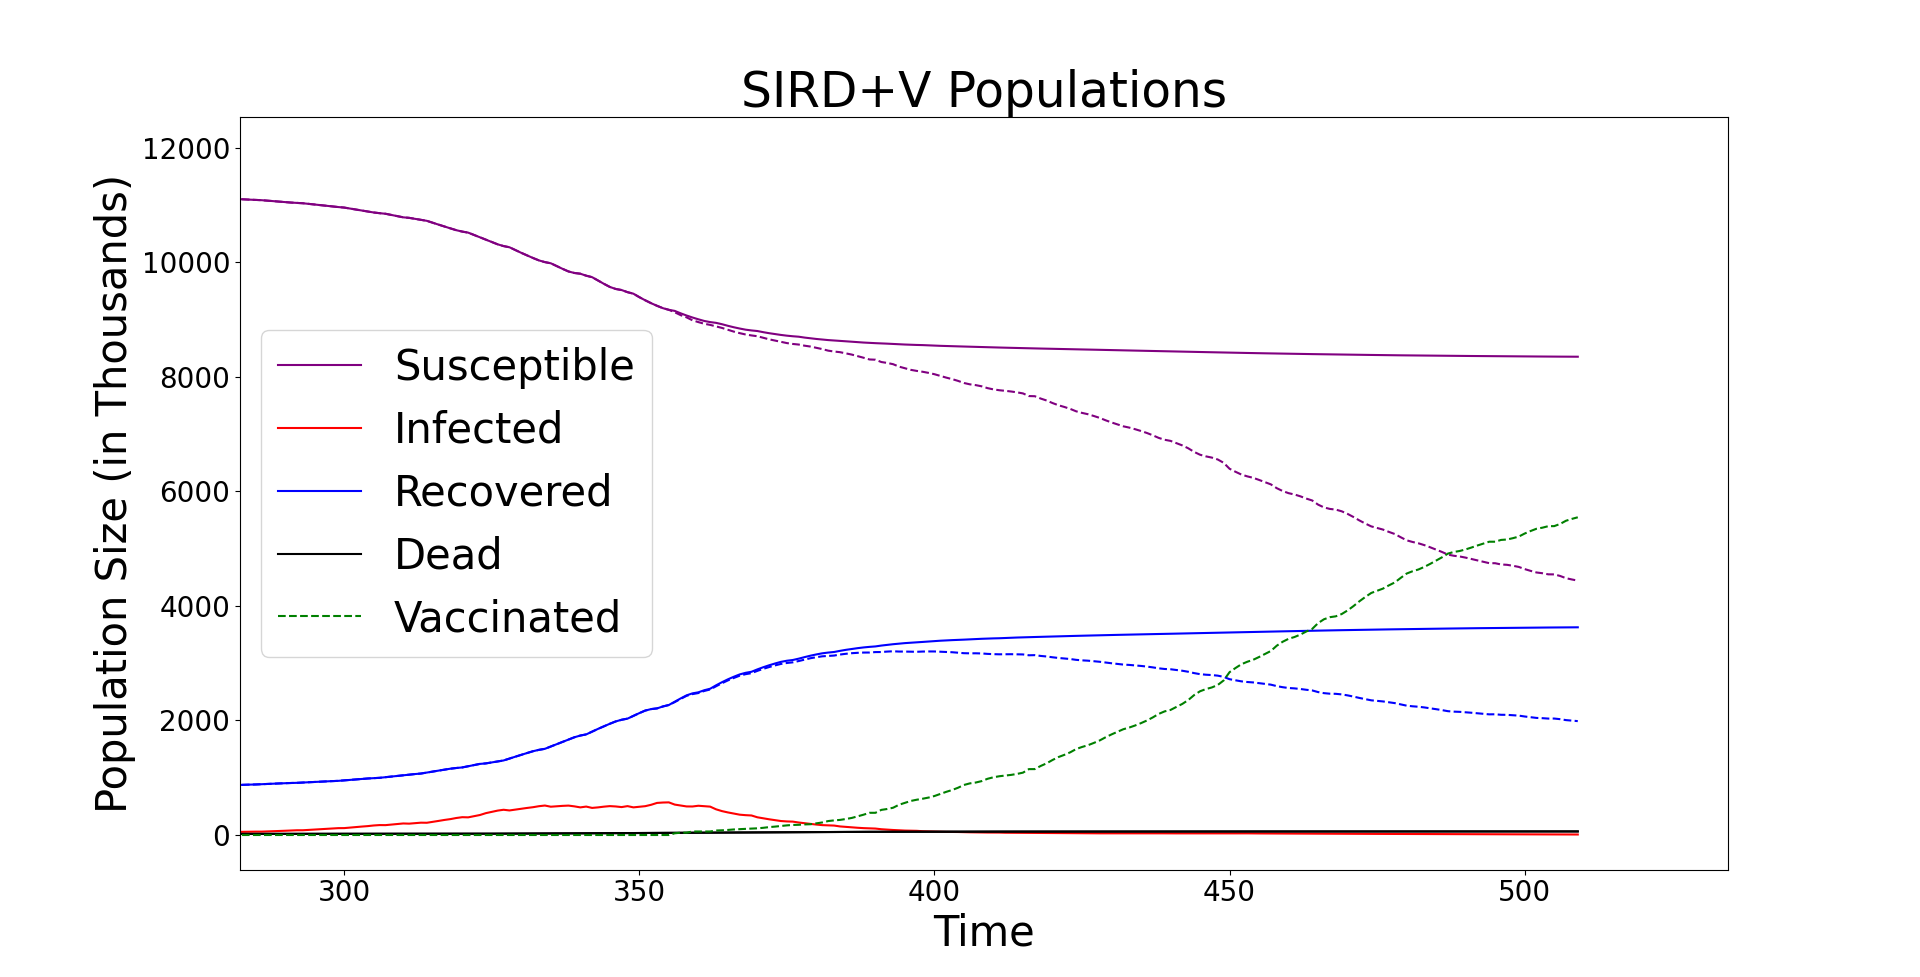 SIRD+V Populations
Population Size (in Thousands)
12000
10000
8000
6000
4000
2000
0
Susceptible
Infected
Recovered
Dead
Vaccinated
300 350 400 450 500
Time